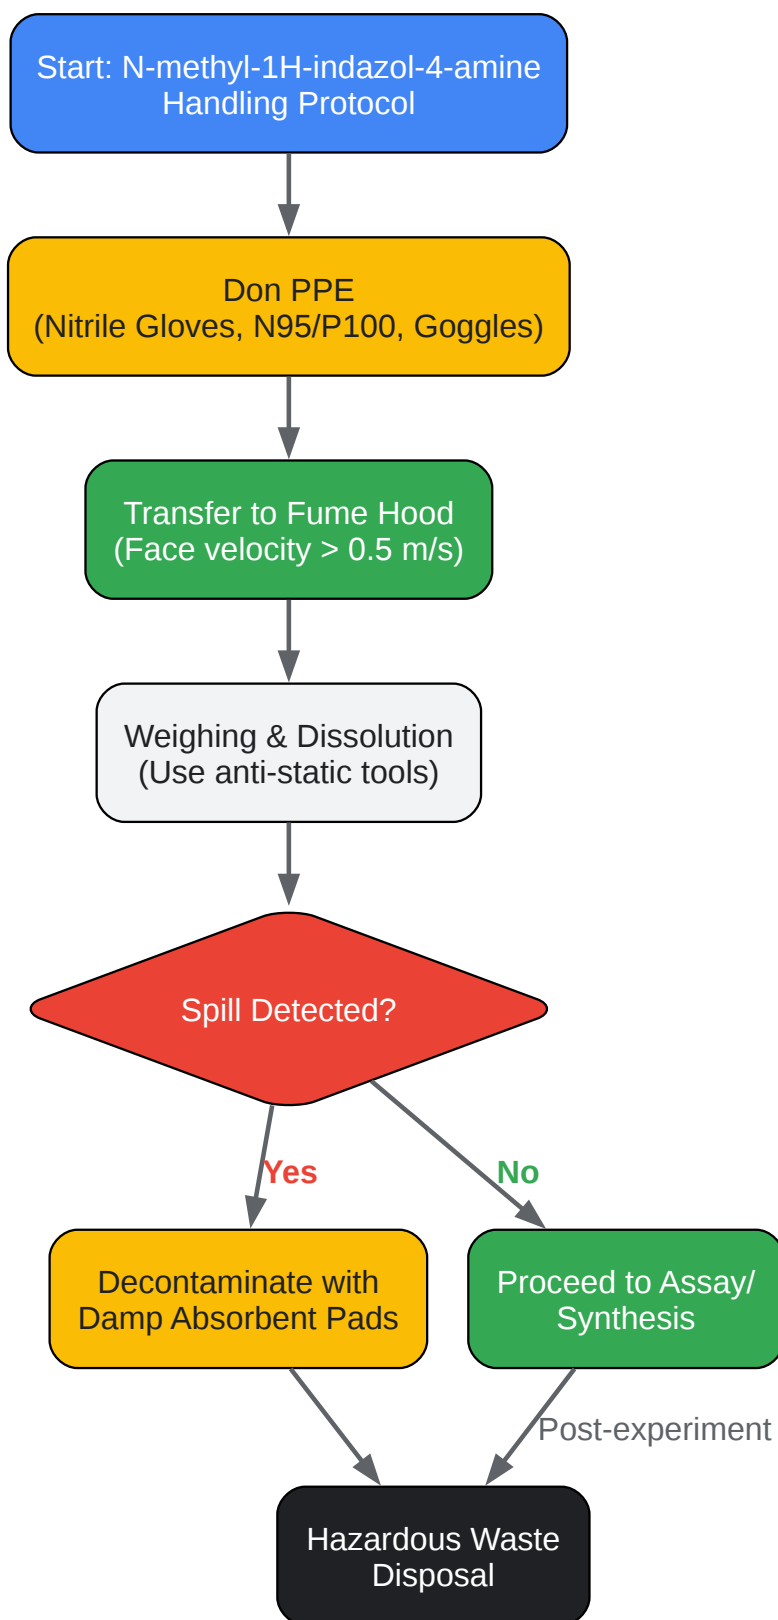 Start: N-methyl-1H-indazol-4-amine
Handling Protocol
Don PPE
(Nitrile Gloves, N95/P100, Goggles)
Transfer to Fume Hood
(Face velocity > 0.5 m/s)
Weighing & Dissolution
(Use anti-static tools)
Spill Detected?
Yes
No
Decontaminate with
Damp Absorbent Pads
Proceed to Assay/
Synthesis
Post-experiment
Hazardous Waste
Disposal